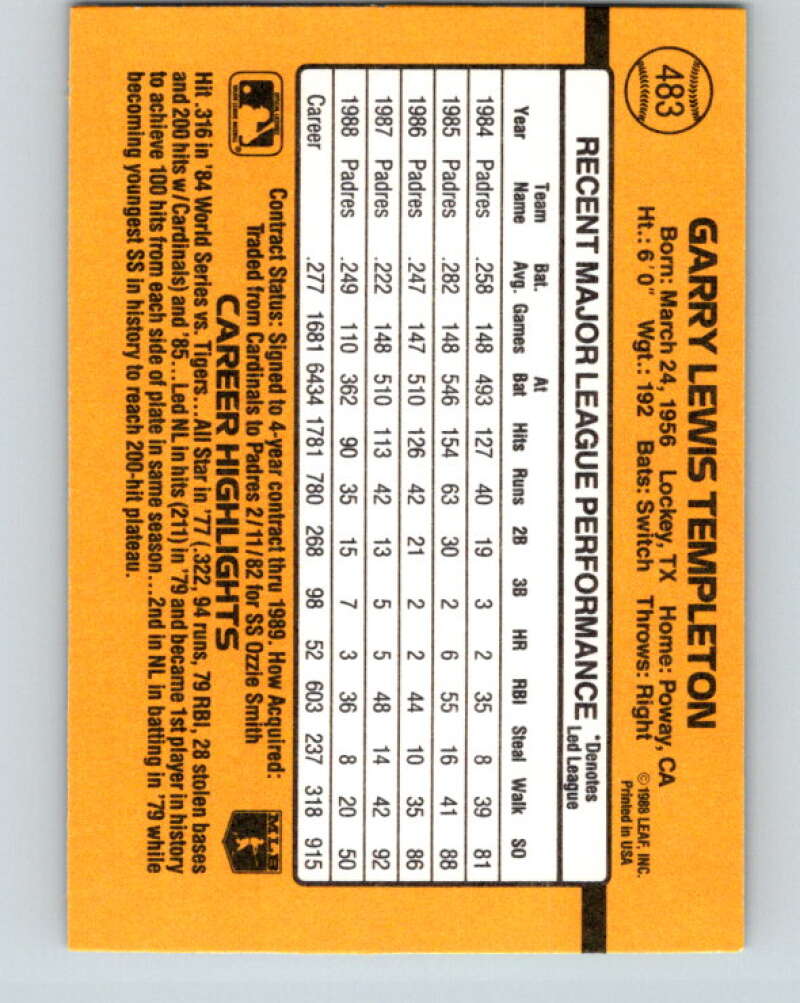 483
GARRY LEWIS TEMPLETON
Born: March 24, 1956 Lockey, TX Home: Poway, CA
Ht.: 6'0" Wgt.: 192 Bats: Switch Throws: Right
©1988 LEAF, INC.
Printed in USA
RECENT MAJOR LEAGUE PERFORMANCE
*Denotes
Led League
Year Team Name Bat. Avg. Games At Bat Hits Runs 2B 3B HR RBI Steal Walk SO
1984 Padres .258 148 493 127 40 19 3 2 35 8 39 81
1985 Padres .282 148 546 154 63 30 2 6 55 16 41 88
1986 Padres .247 147 510 126 42 21 2 2 44 10 35 86
1987 Padres .222 148 510 113 42 13 5 5 48 14 42 92
1988 Padres .249 110 362 90 35 15 7 3 36 8 20 50
Career .277 1681 6434 1781 780 268 98 52 603 237 318 915
Contract Status: Signed to 4-year contract thru 1989. How Acquired:
Traded from Cardinals to Padres 2/11/82 for SS Ozzie Smith
MLB
CAREER HIGHLIGHTS
Hit .316 in '84 World Series vs. Tigers...All Star in '77 (.322, 94 runs, 79 RBI, 28 stolen bases
and 200 hits w/Cardinals) and '85...Led NL in hits (211) in '79 and became 1st player in history
to achieve 100 hits from each side of plate in same season...2nd in NL in batting in '79 while
becoming youngest SS in history to reach 200-hit plateau.